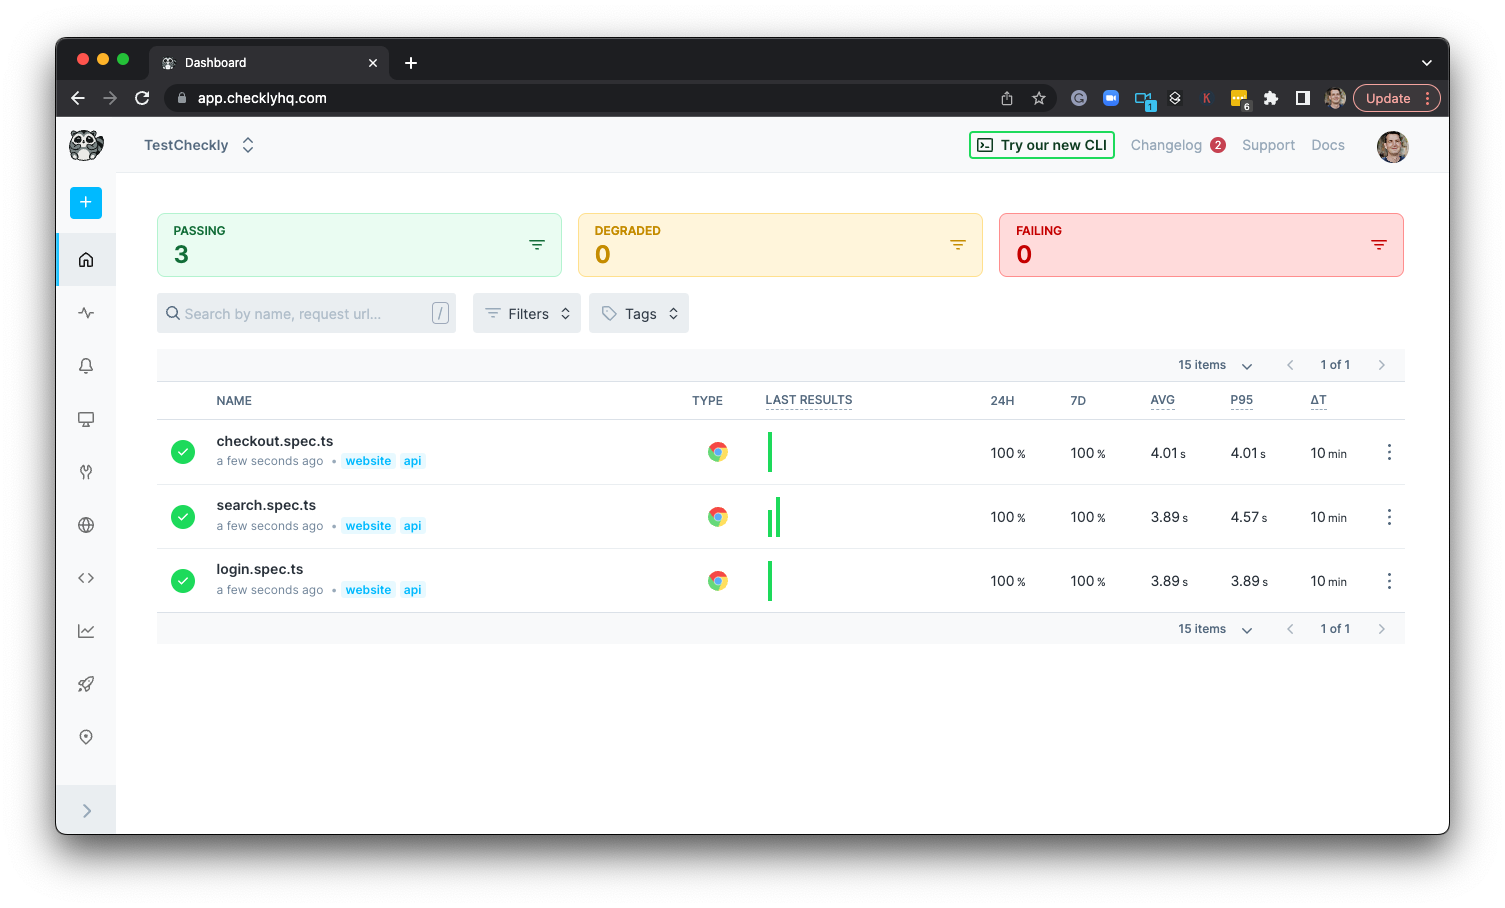 Dashboard
app.checklyhq.com
1
K
6
Update
TestCheckly
Try our new CLI
Changelog 2
Support
Docs
PASSING
3
DEGRADED
0
FAILING
0
Search by name, request url...
/
Filters
Tags
15 items
1 of 1
NAME TYPE LAST RESULTS 24H 7D AVG P95 ΔT
checkout.spec.ts
a few seconds ago • website api
100 % 100 % 4.01 s 4.01 s 10 min
search.spec.ts
a few seconds ago • website api
100 % 100 % 3.89 s 4.57 s 10 min
login.spec.ts
a few seconds ago • website api
100 % 100 % 3.89 s 3.89 s 10 min
15 items
1 of 1